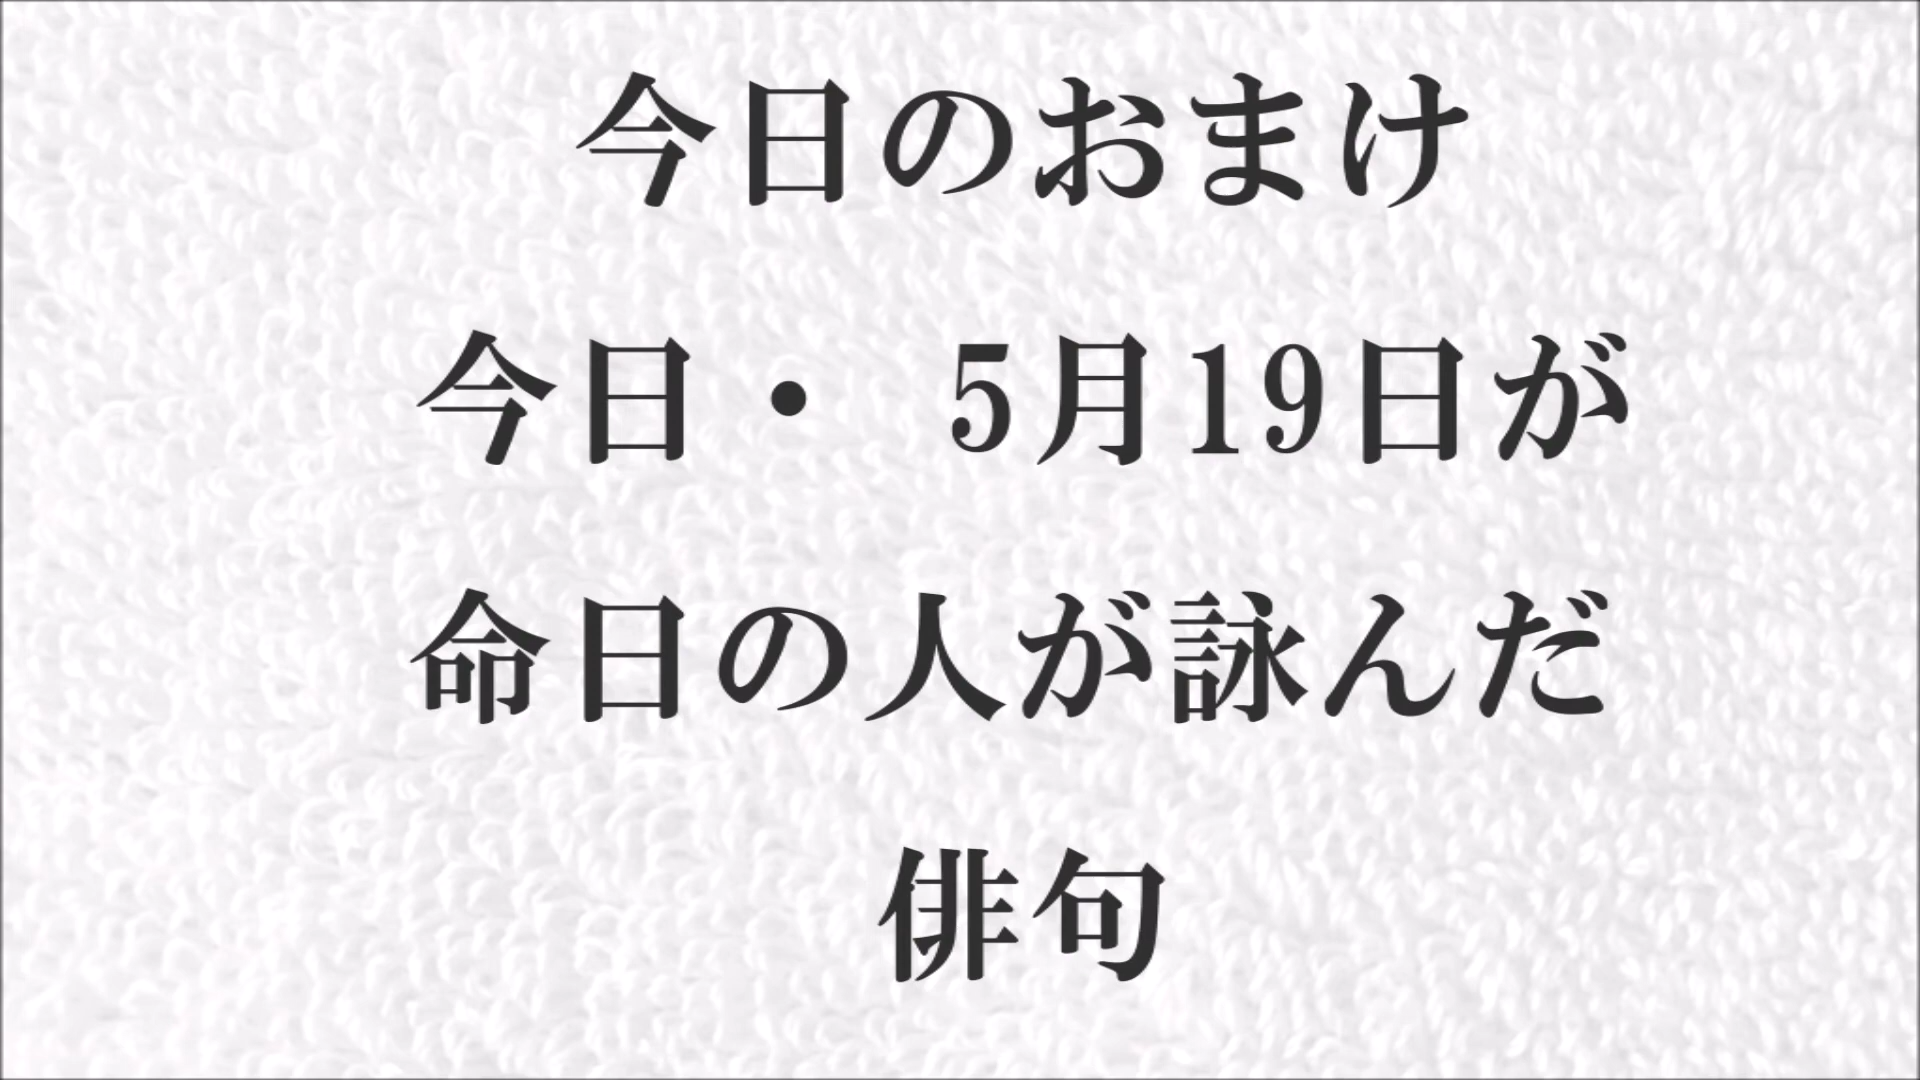 今日のおまけ
今日・ 5月19日が
命日の人が詠んだ
俳句